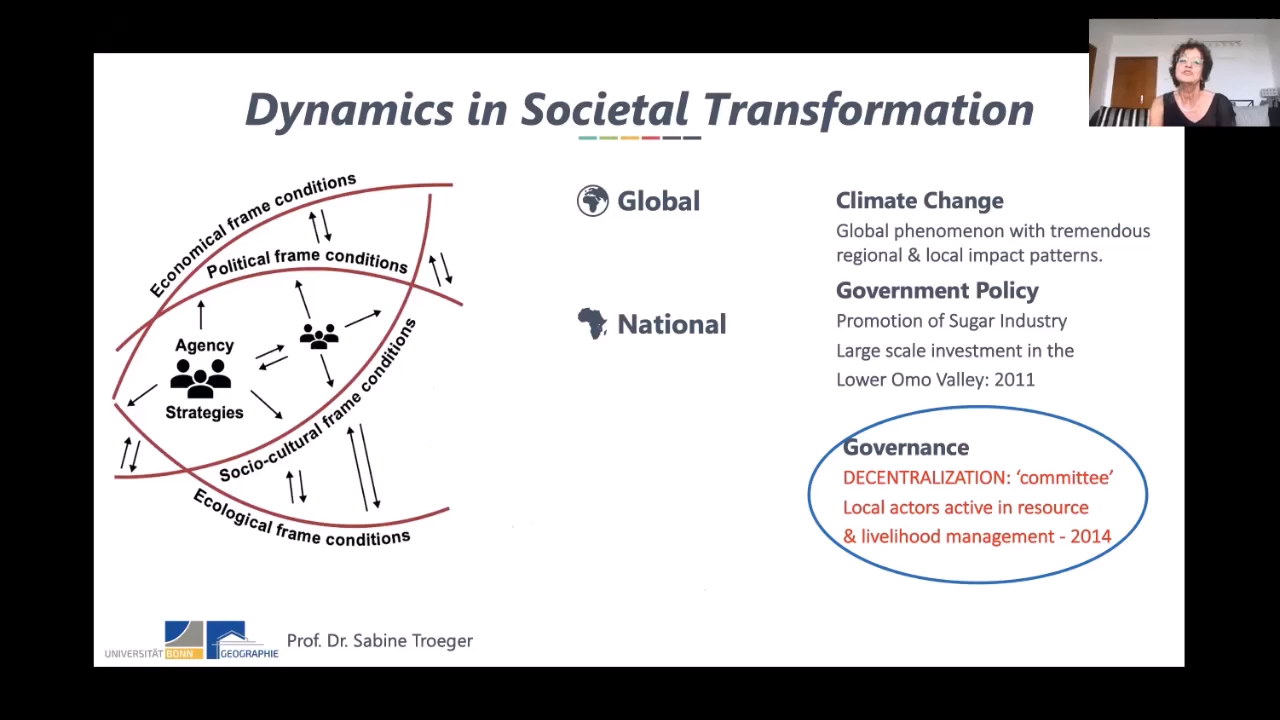 Dynamics in Societal Transformation
Economical frame conditions
Political frame conditions
Agency
Strategies
Socio-cultural frame conditions
Ecological frame conditions
Global
National
Climate Change
Global phenomenon with tremendous
regional & local impact patterns.
Government Policy
Promotion of Sugar Industry
Large scale investment in the
Lower Omo Valley: 2011
Governance
DECENTRALIZATION: ‘committee’
Local actors active in resource
& livelihood management - 2014
UNIVERSITÄT BONN GEOGRAPHIE
Prof. Dr. Sabine Troeger